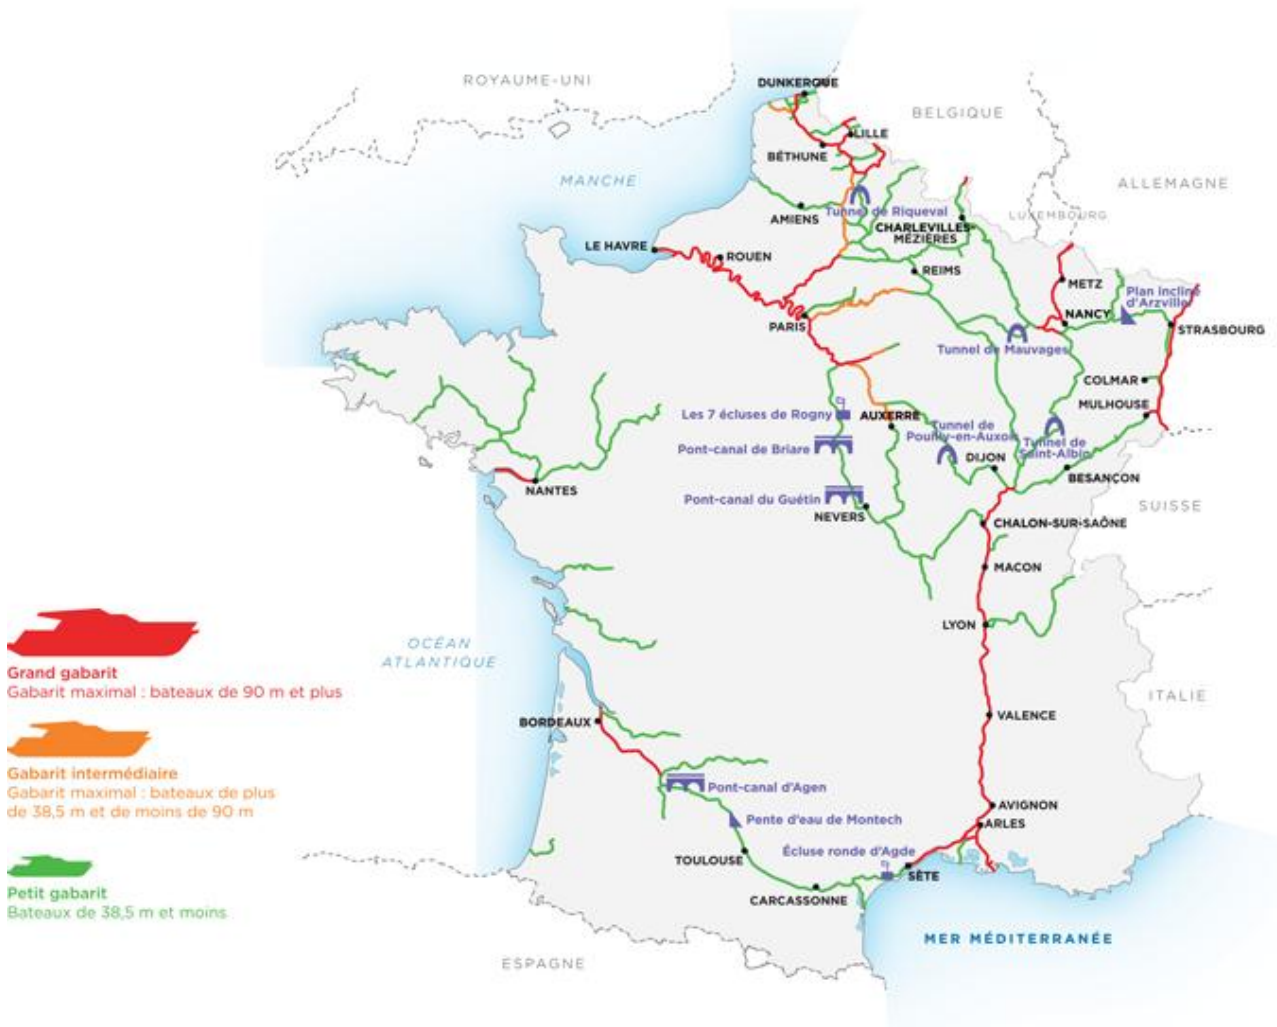 ROYAUME-UNI
DUNKERQUE
BELGIQUE
LILLE
BÉTHUNE
MANCHE
ALLEMAGNE
AMIENS
Tunnel de Riqueval
LUXEMBOURG
CHARLEVILLES-
MÉZIÈRES
LE HAVRE
ROUEN
REIMS
METZ
Plan incliné
d'Arzviller
PARIS
NANCY
STRASBOURG
Tunnel de Mauvages
COLMAR
MULHOUSE
Les 7 écluses de Rogny
AUXERRE
Tunnel de
Pouilly-en-Auxois
Tunnel de
Saint-Albin
Pont-canal de Briare
DIJON
BESANÇON
NANTES
Pont-canal du Guétin
NEVERS
SUISSE
CHALON-SUR-SAÔNE
MACON
LYON
OCÉAN
ATLANTIQUE
Grand gabarit
Gabarit maximal : bateaux de 90 m et plus
ITALIE
VALENCE
BORDEAUX
Gabarit intermédiaire
Gabarit maximal : bateaux de plus
de 38,5 m et de moins de 90 m
Pont-canal d'Agen
AVIGNON
ARLES
Pente d'eau de Montech
TOULOUSE
Écluse ronde d'Agde
SÈTE
Petit gabarit
Bateaux de 38,5 m et moins
CARCASSONNE
MER MÉDITERRANÉE
ESPAGNE